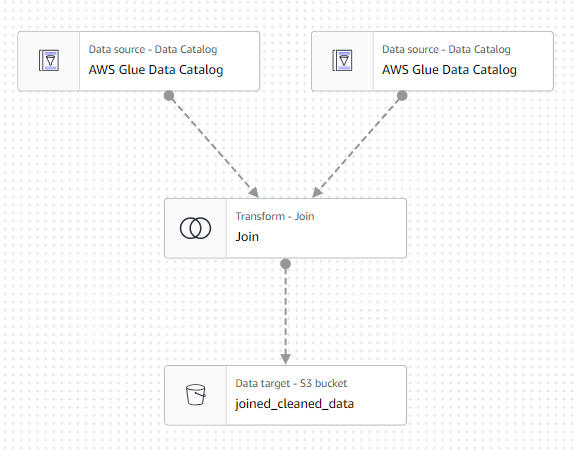 Data source - Data Catalog
AWS Glue Data Catalog
Data source - Data Catalog
AWS Glue Data Catalog
Transform - Join
Join
Data target - S3 bucket
joined_cleaned_data